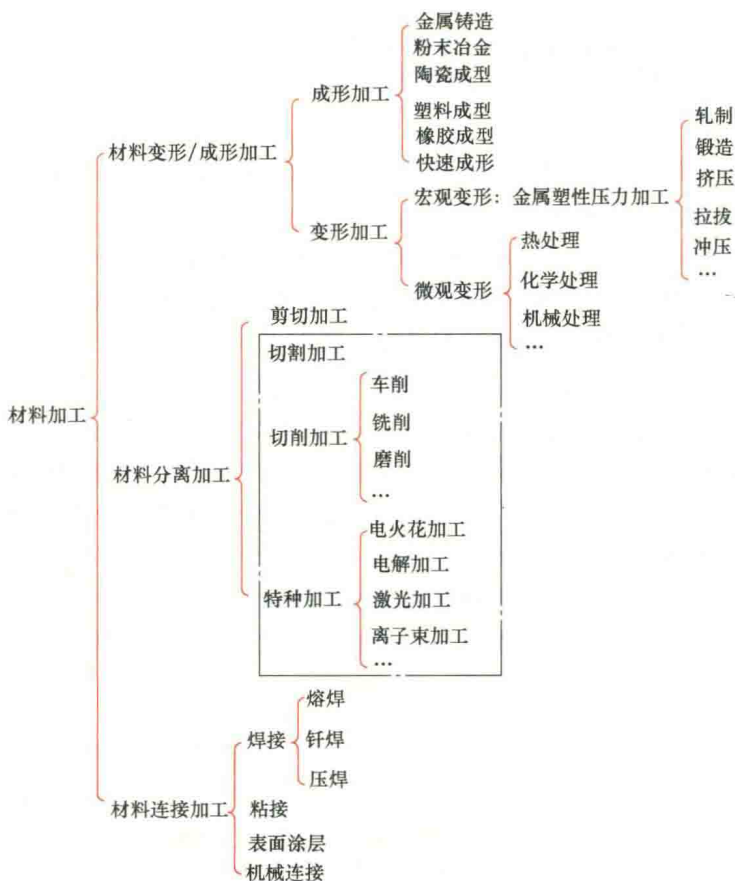 金属铸造
粉末冶金
陶瓷成型
成形加工
塑料成型
橡胶成型
快速成形
材料变形/成形加工
轧制
锻造
挤压
宏观变形：金属塑性压力加工
拉拔
冲压
…
变形加工
热处理
微观变形
化学处理
机械处理
…
剪切加工
切割加工
车削
材料加工
切削加工
铣削
磨削
…
材料分离加工
电火花加工
电解加工
特种加工
激光加工
离子束加工
…
熔焊
焊接
钎焊
压焊
材料连接加工
粘接
表面涂层
机械连接